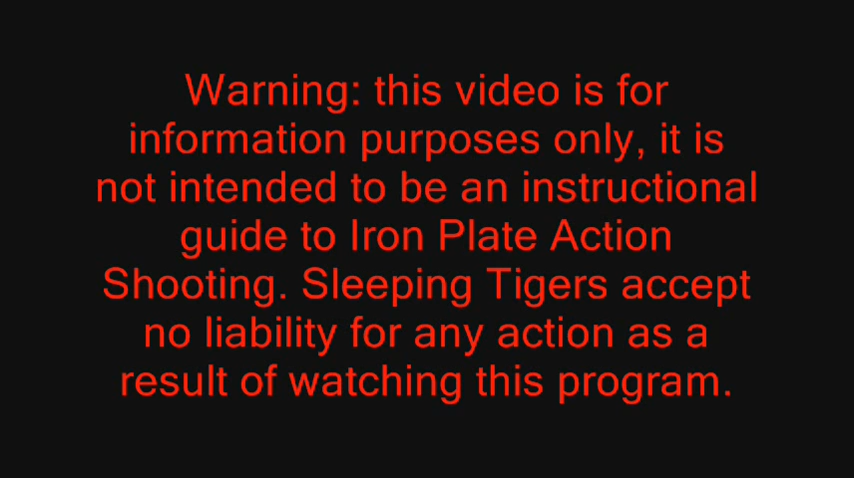 Warning: this video is for
information purposes only, it is
not intended to be an instructional
guide to Iron Plate Action
Shooting. Sleeping Tigers accept
no liability for any action as a
result of watching this program.